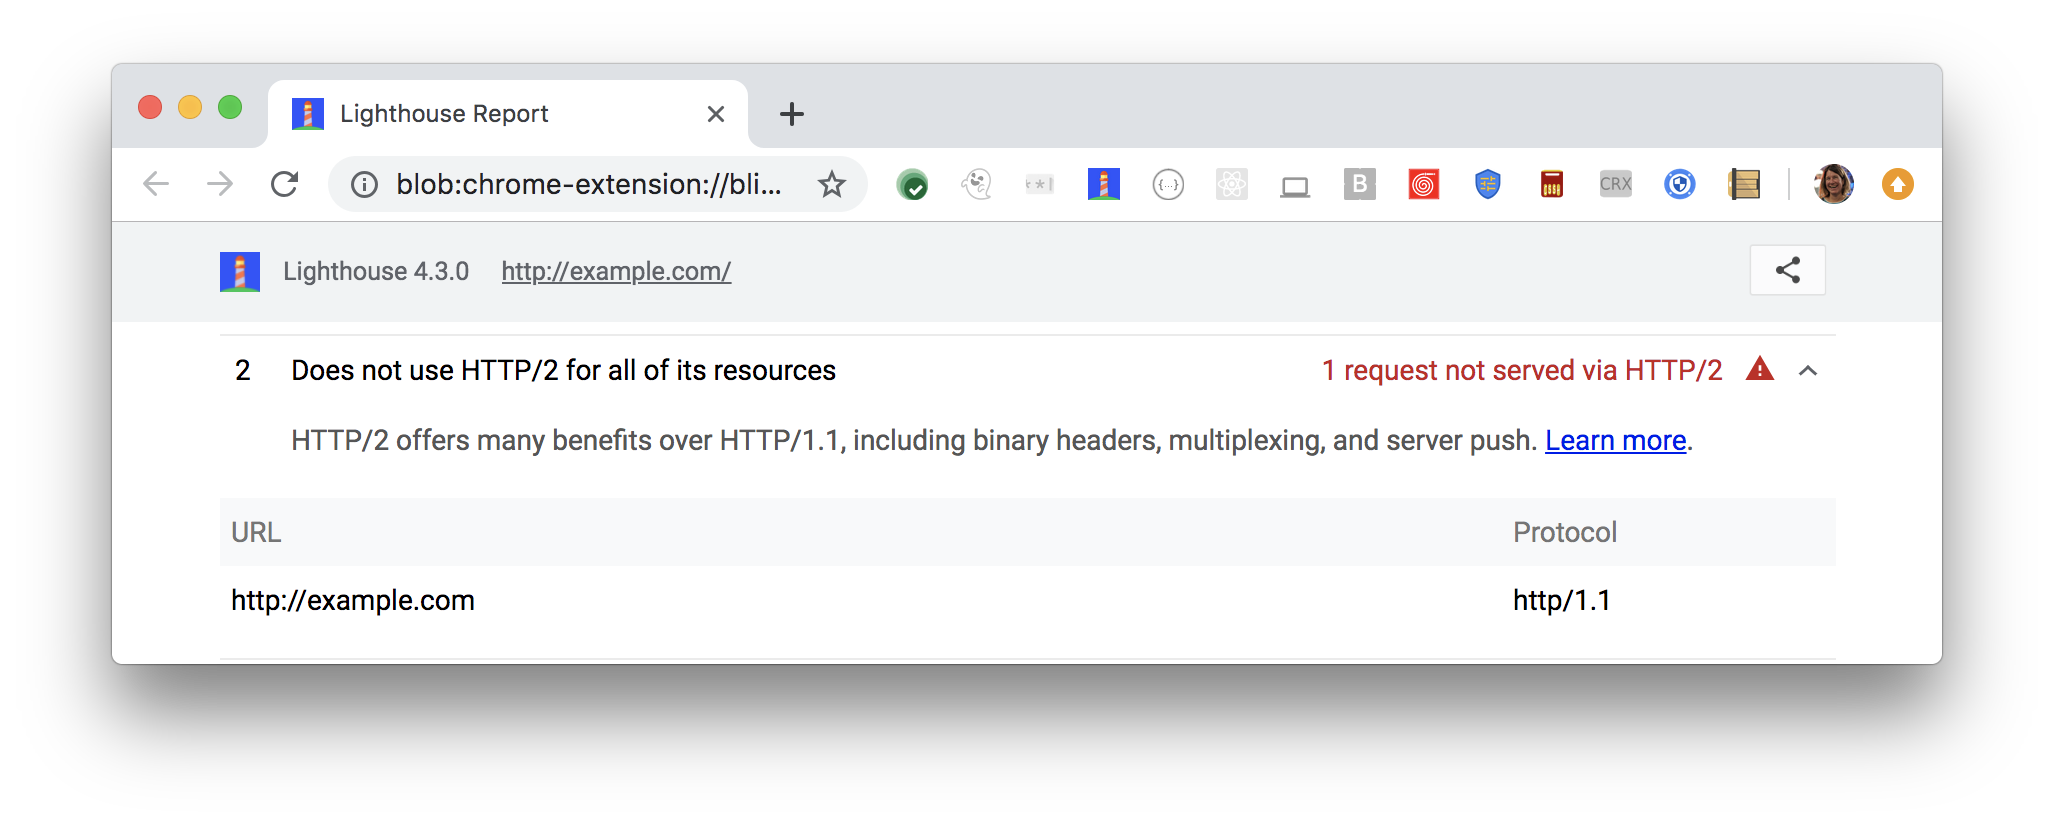 Lighthouse Report
blob:chrome-extension://bli...
{...}
B
CRX
Lighthouse 4.3.0 http://example.com/
2 Does not use HTTP/2 for all of its resources 1 request not served via HTTP/2
HTTP/2 offers many benefits over HTTP/1.1, including binary headers, multiplexing, and server push. Learn more.
URL Protocol
http://example.com http/1.1